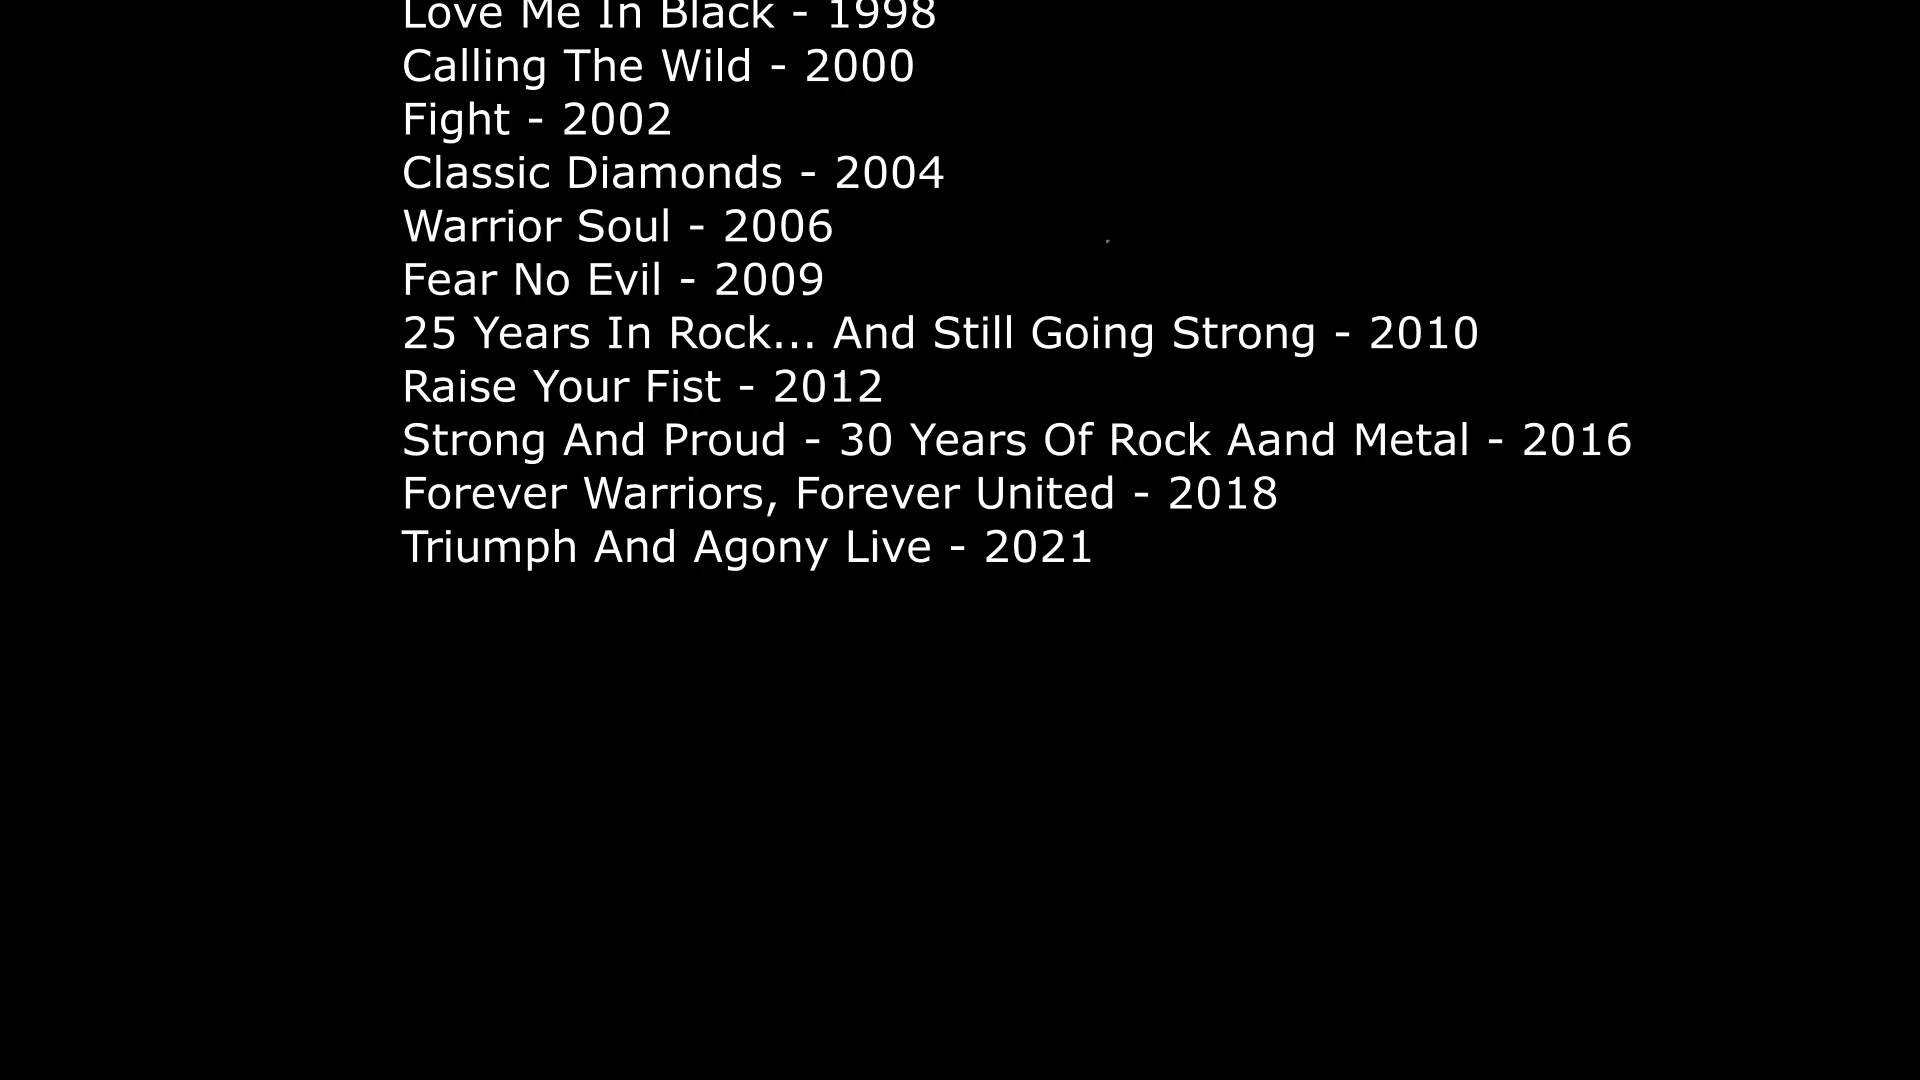 Love Me In Black - 1998
Calling The Wild - 2000
Fight - 2002
Classic Diamonds - 2004
Warrior Soul - 2006
Fear No Evil - 2009
25 Years In Rock... And Still Going Strong - 2010
Raise Your Fist - 2012
Strong And Proud - 30 Years Of Rock Aand Metal - 2016
Forever Warriors, Forever United - 2018
Triumph And Agony Live - 2021